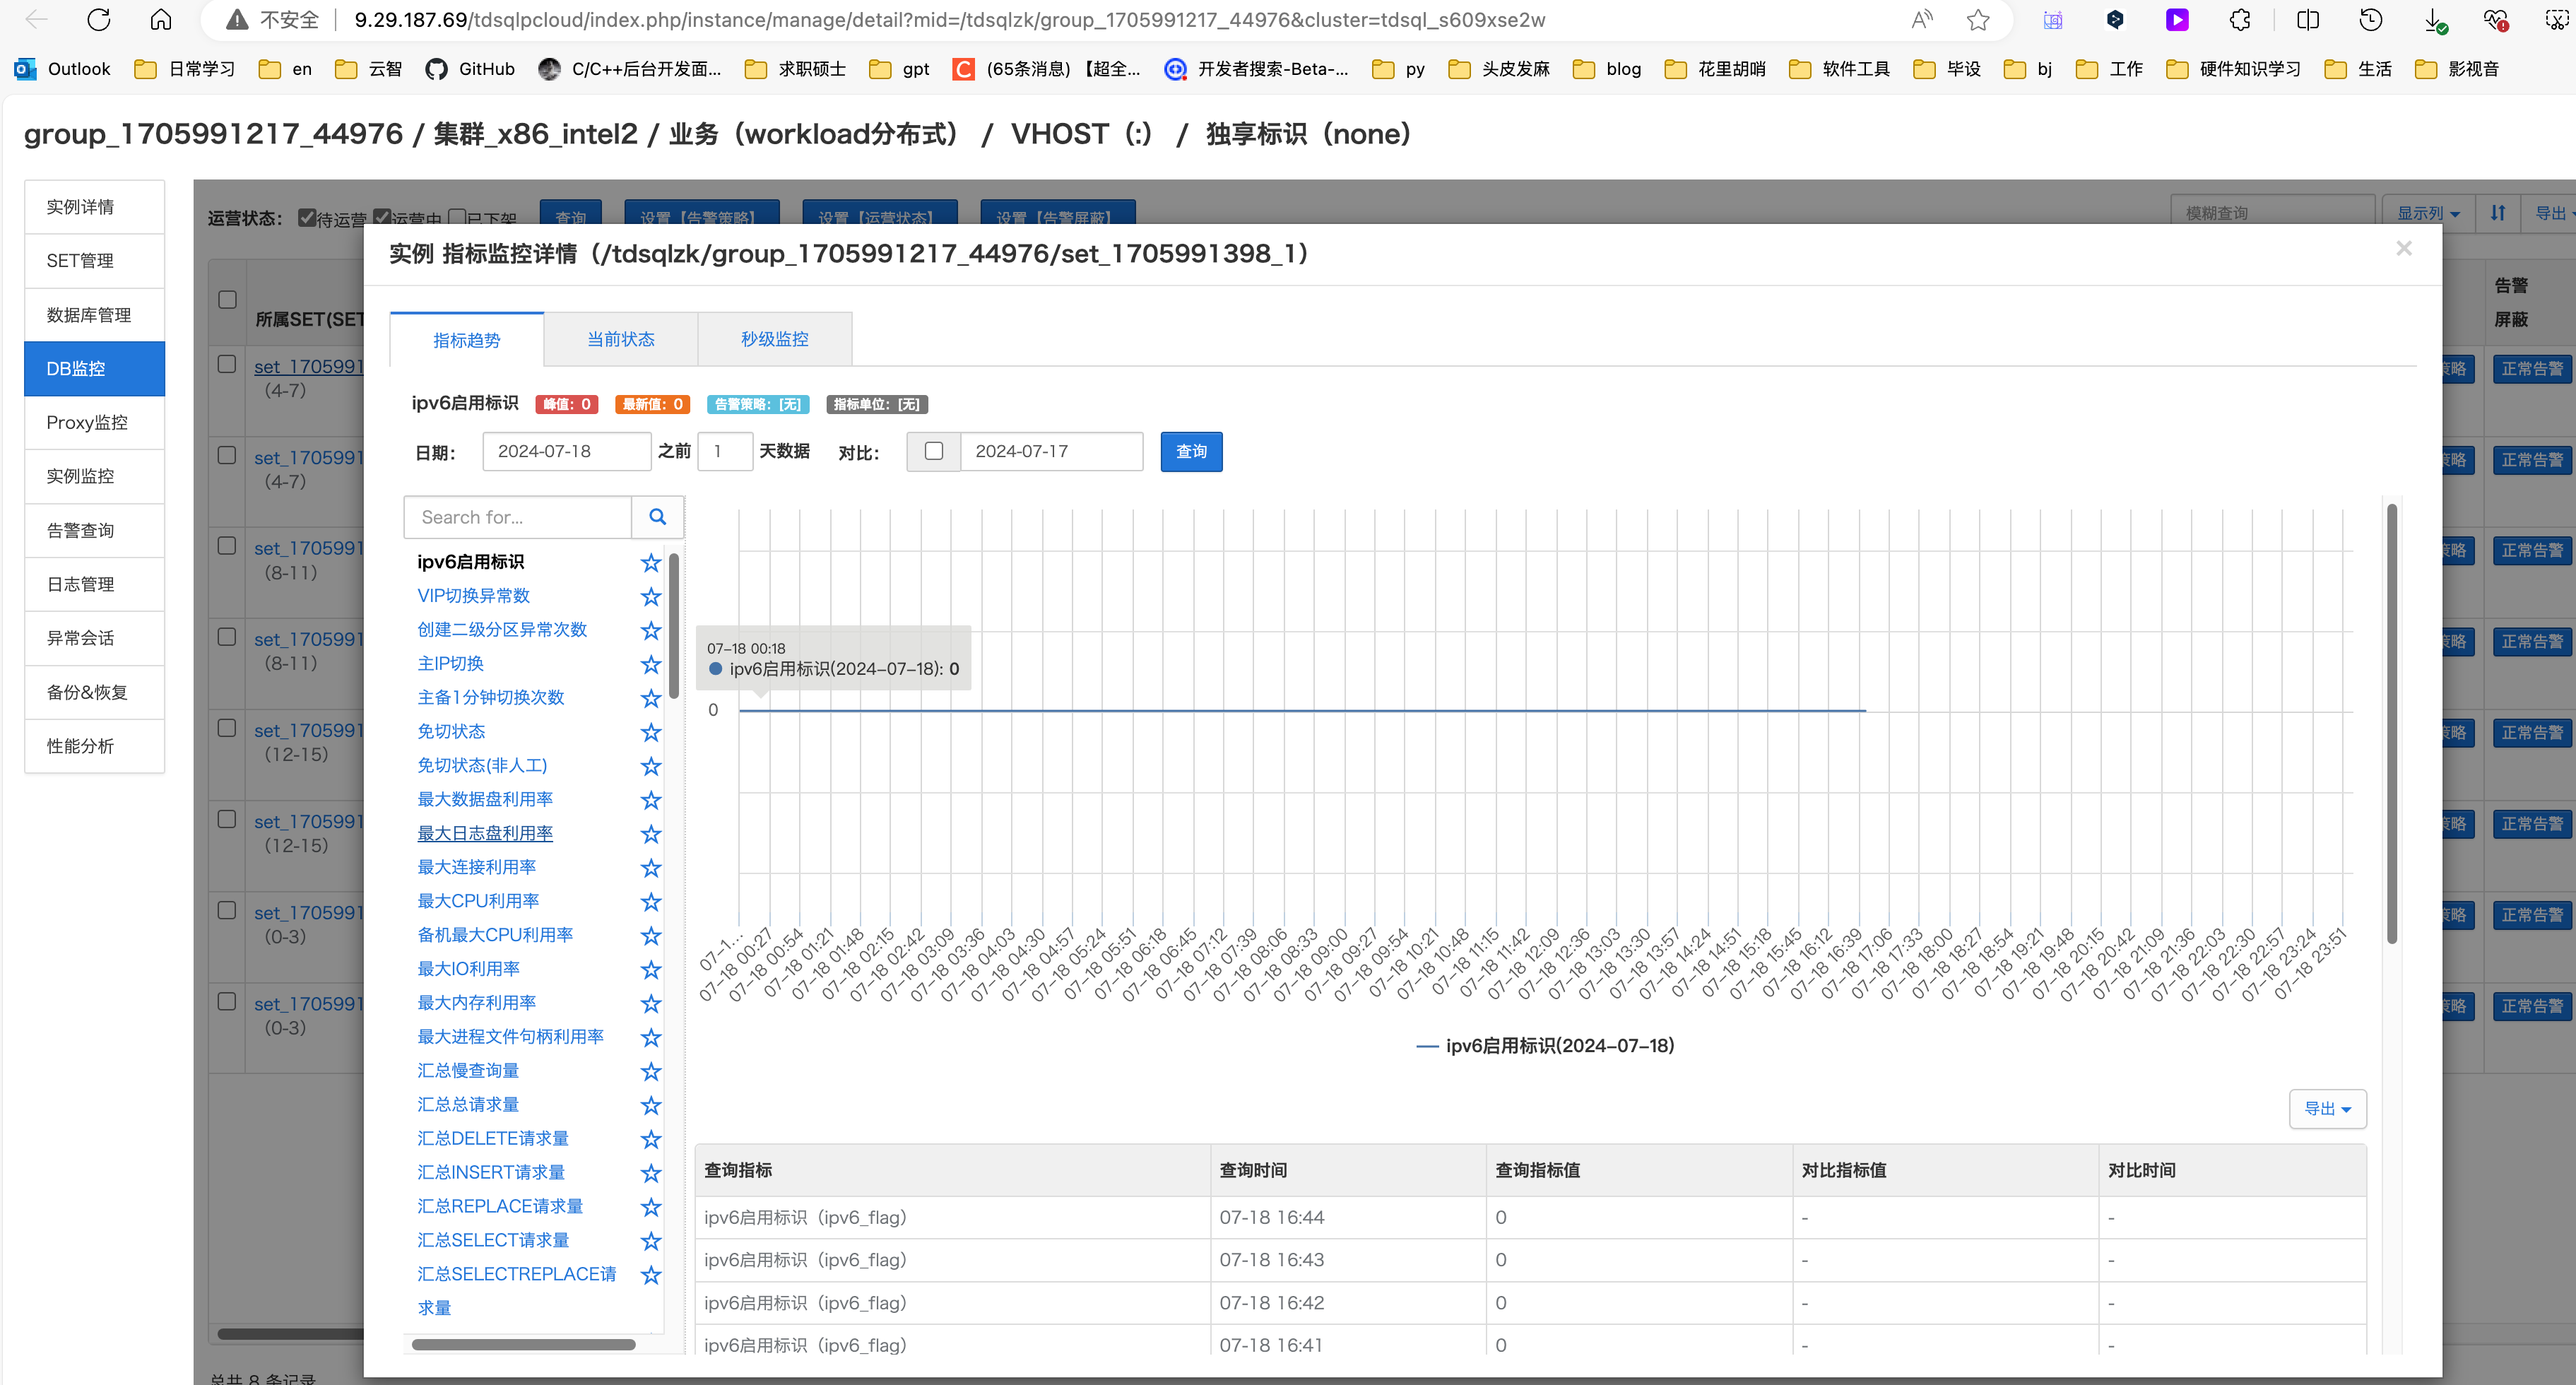 不安全 9.29.187.69/tdsqlpcloud/index.php/instance/manage/detail?mid=/tdsqlzk/group_1705991217_44976&cluster=tdsql_s609xse2w
Outlook 日常学习 en 云智 GitHub C/C++后台开发面... 求职硕士 gpt (65条消息) 【超全... 开发者搜索-Beta-... py 头皮发麻 blog 花里胡哨 软件工具 毕设 bj 工作 硬件知识学习 生活 影视音
group_1705991217_44976 / 集群_x86_intel2 / 业务（workload分布式） / VHOST（:） / 独享标识（none）
实例详情
SET管理
数据库管理
DB监控
Proxy监控
实例监控
告警查询
日志管理
异常会话
备份&恢复
性能分析
运营状态： 待运营 运营中 已下架 查询 设置【告警策略】 设置【运营状态】 设置【告警屏蔽】 模糊查询 显示列 导出
所属SET(SET
告警
屏蔽
set_1705991
(4-7)
策略 正常告警
set_1705991
(4-7)
策略 正常告警
set_1705991
(8-11)
策略 正常告警
set_1705991
(8-11)
策略 正常告警
set_1705991
(12-15)
策略 正常告警
set_1705991
(12-15)
策略 正常告警
set_1705991
(0-3)
策略 正常告警
set_1705991
(0-3)
策略 正常告警
总共 8 条记录
实例 指标监控详情（/tdsqlzk/group_1705991217_44976/set_1705991398_1） ×
指标趋势 当前状态 秒级监控
ipv6启用标识 峰值：0 最新值：0 告警策略：[无] 指标单位：[无]
日期： 2024-07-18 之前 1 天数据 对比： 2024-07-17 查询
Search for...
ipv6启用标识
VIP切换异常数
创建二级分区异常次数
主IP切换
主备1分钟切换次数
免切状态
免切状态(非人工)
最大数据盘利用率
最大日志盘利用率
最大连接利用率
最大CPU利用率
备机最大CPU利用率
最大IO利用率
最大内存利用率
最大进程文件句柄利用率
汇总慢查询量
汇总总请求量
汇总DELETE请求量
汇总INSERT请求量
汇总REPLACE请求量
汇总SELECT请求量
汇总SELECTREPLACE请
求量
07-18 00:18
ipv6启用标识(2024-07-18): 0
0
07-1... 07-18 00:27 07-18 00:54 07-18 01:21 07-18 01:48 07-18 02:15 07-18 02:42 07-18 03:09 07-18 03:36 07-18 04:03 07-18 04:30 07-18 04:57 07-18 05:24 07-18 05:51 07-18 06:18 07-18 06:45 07-18 07:12 07-18 07:39 07-18 08:06 07-18 08:33 07-18 09:00 07-18 09:27 07-18 09:54 07-18 10:21 07-18 10:48 07-18 11:15 07-18 11:42 07-18 12:09 07-18 12:36 07-18 13:03 07-18 13:30 07-18 13:57 07-18 14:24 07-18 14:51 07-18 15:18 07-18 15:45 07-18 16:12 07-18 16:39 07-18 17:06 07-18 17:33 07-18 18:00 07-18 18:27 07-18 18:54 07-18 19:21 07-18 19:48 07-18 20:15 07-18 20:42 07-18 21:09 07-18 21:36 07-18 22:03 07-18 22:30 07-18 22:57 07-18 23:24 07-18 23:51
ipv6启用标识(2024-07-18)
导出
查询指标 查询时间 查询指标值 对比指标值 对比时间
ipv6启用标识（ipv6_flag） 07-18 16:44 0 - -
ipv6启用标识（ipv6_flag） 07-18 16:43 0 - -
ipv6启用标识（ipv6_flag） 07-18 16:42 0 - -
ipv6启用标识（ipv6_flag） 07-18 16:41 0 - -